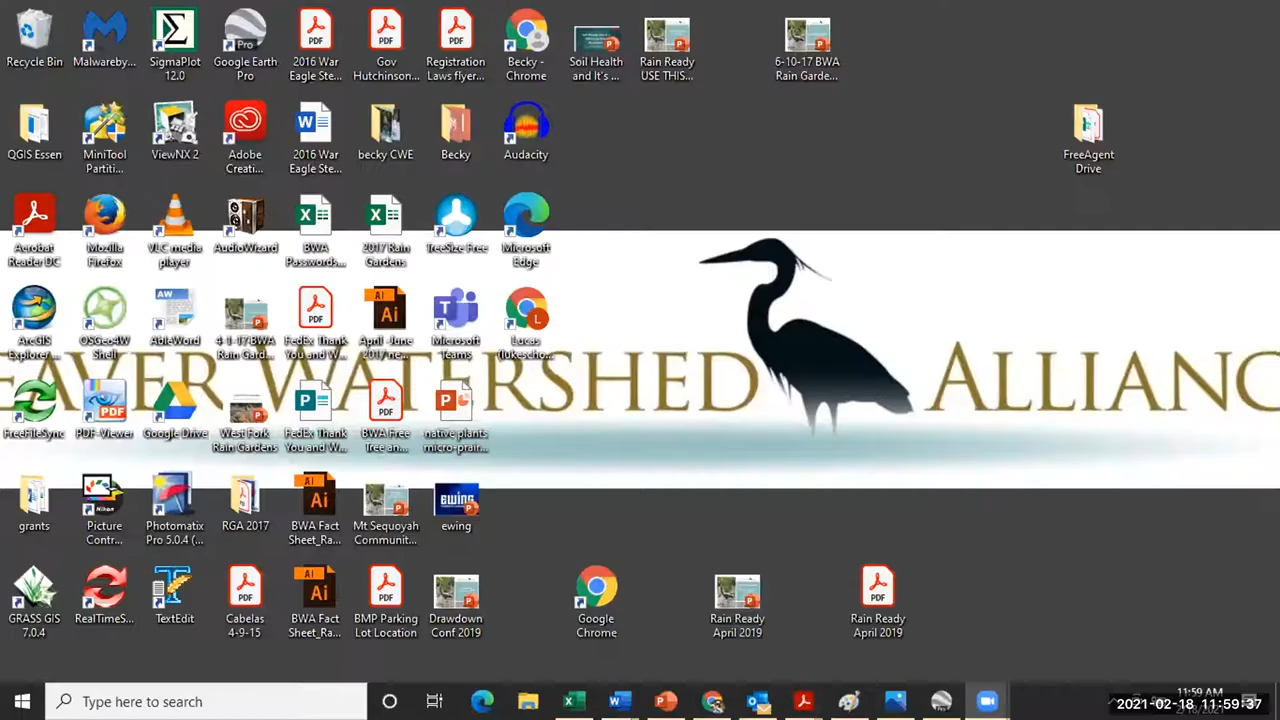 Recycle Bin
Malwareby...
SigmaPlot
12.0
Google Earth
Pro
2016 War
Eagle Ste...
Gov
Hutchinson...
Registration
Laws flyer...
Becky -
Chrome
Soil Health
and It's ...
Rain Ready
USE THIS...
6-10-17 BWA
Rain Garde...
QGIS Essen
MiniTool
Partiti...
ViewNX 2
Adobe
Creati...
2016 War
Eagle Ste...
becky CWE
Becky
Audacity
FreeAgent
Drive
Acrobat
Reader DC
Mozilla
Firefox
VLC media
player
AudioWizard
BWA
Passwords...
2017 Rain
Gardens
TreeSize Free
Microsoft
Edge
ArcGIS
Explorer ...
OSGeo4W
Shell
AbleWord
4-1-17-BWA
Rain Gard...
FedEx Thank
You and W...
April -June
2017 ne...
Microsoft
Teams
Lucas
(lukescho...
EAVER WATERSHED ALLIANC
FreeFileSync
PDF-Viewer
Google Drive
West Fork
Rain Gardens
FedEx Thank
You and W...
BWA Free
Tree an...
native plants
micro-prair...
grants
Picture
Contr...
Photomatix
Pro 5.0.4 (...
RGA 2017
BWA Fact
Sheet_Ra...
Mt Sequoyah
Communit...
ewing
GRASS GIS
7.0.4
RealTimeS...
TextEdit
Cabelas
4-9-15
BWA Fact
Sheet_Ra...
BMP Parking
Lot Location
Drawdown
Conf 2019
Google
Chrome
Rain Ready
April 2019
Rain Ready
April 2019
Type here to search
11:59 AM
2021-02-18 11:59:37